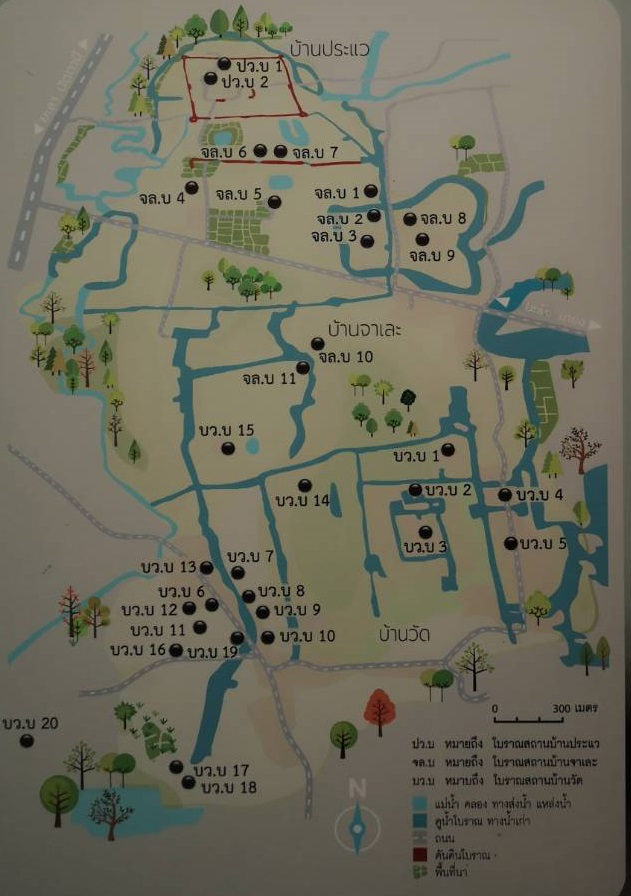 บ้านประแว
ปว.บ 1
ปว.บ 2
จล.บ 6
จล.บ 7
จล.บ 4
จล.บ 5
จล.บ 1
จล.บ 2
จล.บ 3
จล.บ 8
จล.บ 9
บ้านจาเละ
จล.บ 10
จล.บ 11
บว.บ 15
บว.บ 1
บว.บ 14
บว.บ 2
บว.บ 4
บว.บ 3
บว.บ 5
บว.บ 13
บว.บ 7
บว.บ 6
บว.บ 8
บว.บ 12
บว.บ 9
บว.บ 11
บว.บ 10
บว.บ 16
บว.บ 19
บ้านวัด
บว.บ 20
บว.บ 17
บว.บ 18
0 300 เมตร
ปว.บ หมายถึง โบราณสถานบ้านประแว
จล.บ หมายถึง โบราณสถานบ้านจาเละ
บว.บ หมายถึง โบราณสถานบ้านวัด
N
แม่น้ำ คลอง ทางส่งน้ำ แหล่งน้ำ
คูน้ำโบราณ ทางน้ำเก่า
ถนน
คันดินโบราณ
พื้นที่นา